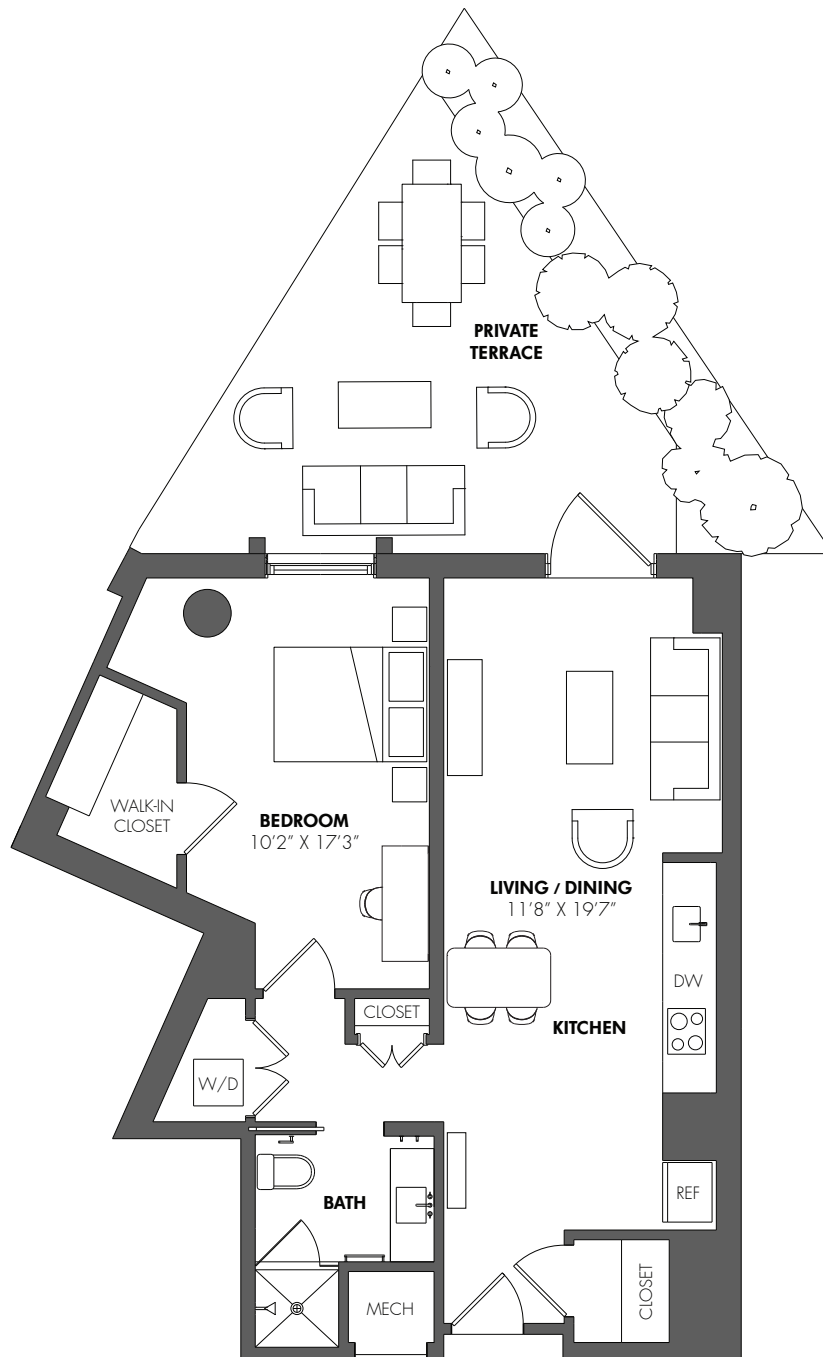 PRIVATE
TERRACE
WALK-IN
CLOSET
BEDROOM
10’2” X 17’3”
LIVING / DINING
11’8” X 19’7”
DW
CLOSET
KITCHEN
W/D
BATH
REF
MECH
CLOSET